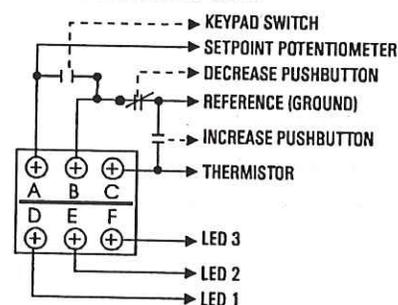 KEYPAD SWITCH
SETPOINT POTENTIOMETER
DECREASE PUSHBUTTON
REFERENCE (GROUND)
INCREASE PUSHBUTTON
THERMISTOR
A B C
D E F
LED 3
LED 2
LED 1